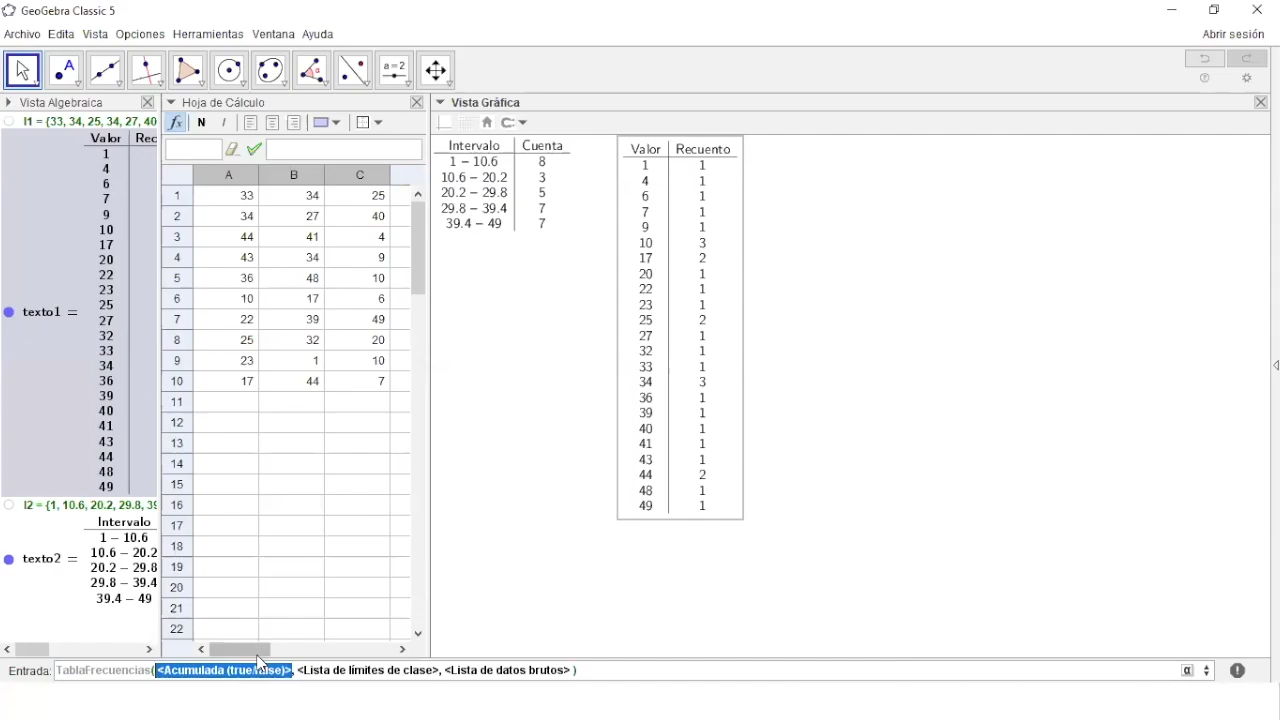 GeoGebra Classic 5
Archivo Edita Vista Opciones Herramientas Ventana Ayuda
Abrir sesión
A
α
a=2
Vista Algebraica
l1 = {33, 34, 25, 34, 27, 40
Valor Rec
1
4
6
7
9
10
17
20
22
23
25
27
32
33
34
36
39
40
41
43
44
48
49
texto1 =
l2 = {1, 10.6, 20.2, 29.8, 39
Intervalo
1 – 10.6
10.6 – 20.2
20.2 – 29.8
29.8 – 39.4
39.4 – 49
texto2 =
Hoja de Cálculo
fx N I
A B C
1 33 34 25
2 34 27 40
3 44 41 4
4 43 34 9
5 36 48 10
6 10 17 6
7 22 39 49
8 25 32 20
9 23 1 10
10 17 44 7
11
12
13
14
15
16
17
18
19
20
21
22
Vista Gráfica
Intervalo Cuenta
1 – 10.6 8
10.6 – 20.2 3
20.2 – 29.8 5
29.8 – 39.4 7
39.4 – 49 7
Valor Recuento
1 1
4 1
6 1
7 1
9 1
10 3
17 2
20 1
22 1
23 1
25 2
27 1
32 1
33 1
34 3
36 1
39 1
40 1
41 1
43 1
44 2
48 1
49 1
Entrada: TablaFrecuencias( <Acumulada (true/false)>, <Lista de límites de clase>, <Lista de datos brutos> )
α